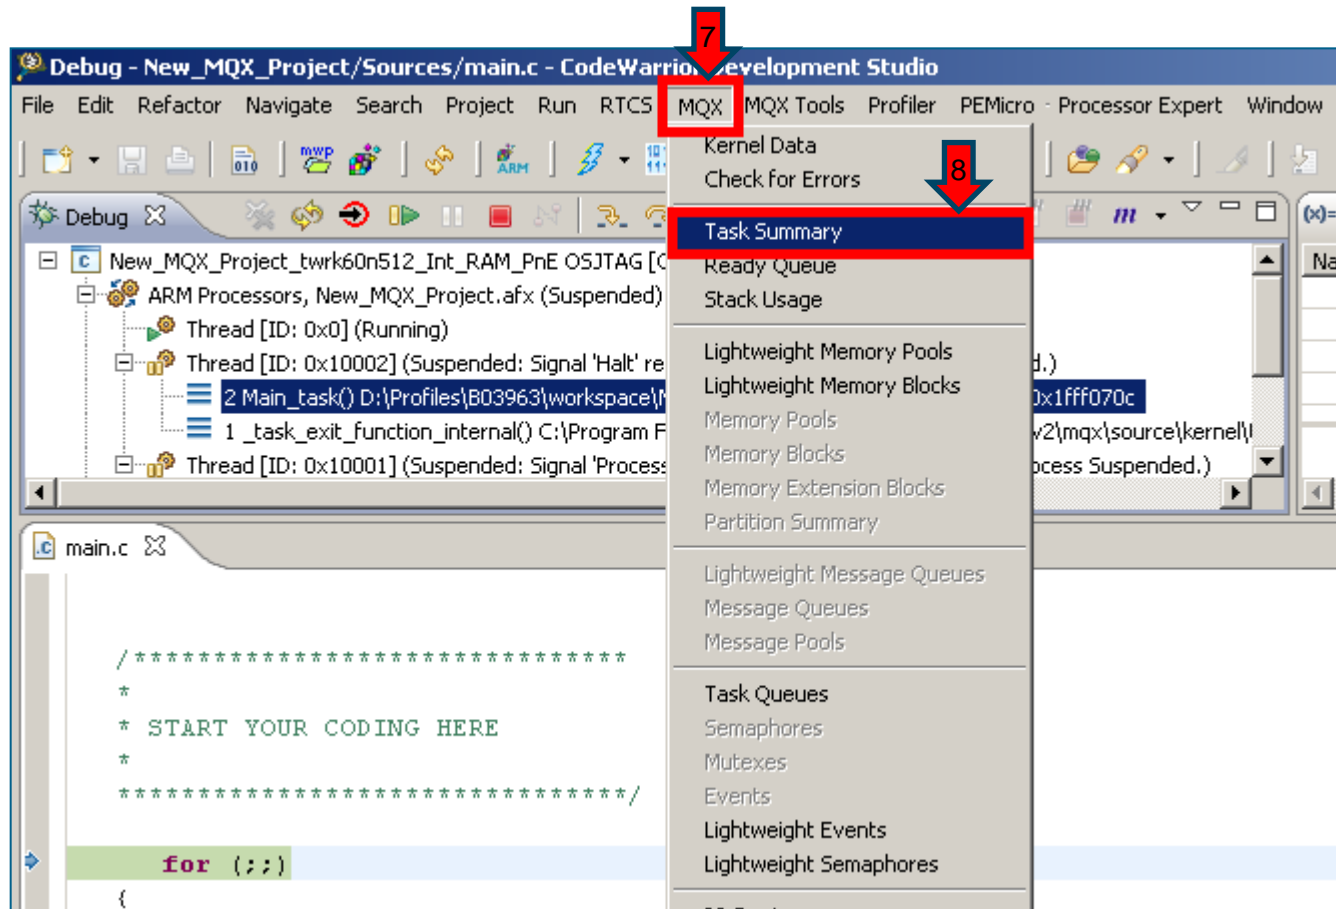 7
Debug - New_MQX_Project/Sources/main.c - CodeWarrior Development Studio
File Edit Refactor Navigate Search Project Run RTCS MQX MQX Tools Profiler PEMicro Processor Expert Window
Kernel Data
Check for Errors
8
010
mwp
ARM
Debug
m
(x)=
Task Summary
New_MQX_Project_twrk60n512_Int_RAM_PnE OSJTAG [C
Na
Ready Queue
ARM Processors, New_MQX_Project.afx (Suspended)
Stack Usage
Thread [ID: 0x0] (Running)
Thread [ID: 0x10002] (Suspended: Signal 'Halt' re
d.)
Lightweight Memory Pools
2 Main_task() D:\Profiles\B03963\workspace\
0x1fff070c
Lightweight Memory Blocks
1 _task_exit_function_internal() C:\Program F
v2\mqx\source\kernel\
Memory Pools
Thread [ID: 0x10001] (Suspended: Signal 'Process
ocess Suspended.)
Memory Blocks
Memory Extension Blocks
Partition Summary
.c main.c
Lightweight Message Queues
Message Queues
Message Pools
/*******************************
*
* START YOUR CODING HERE
*
********************************/
Task Queues
Semaphores
Mutexes
Events
Lightweight Events
Lightweight Semaphores
for (;;)
{